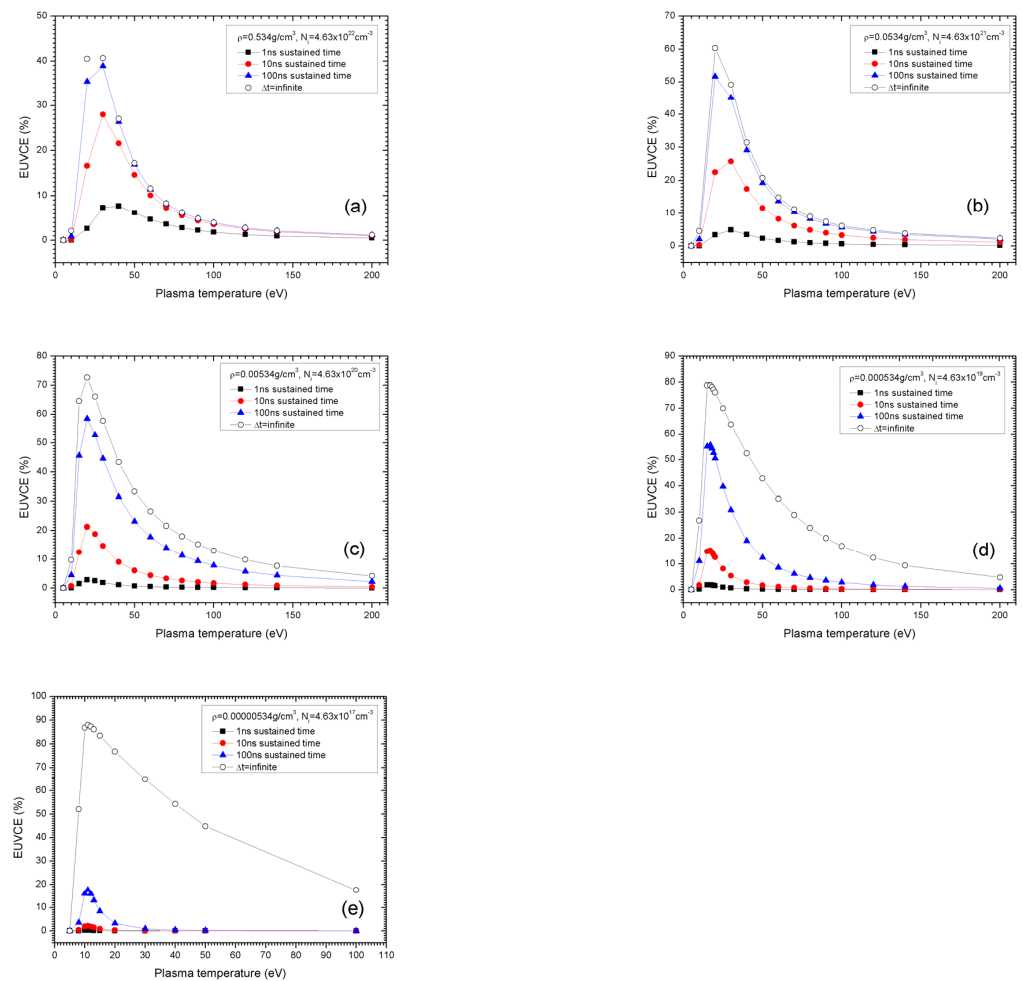 ρ=0.534g/cm³, Nᵢ=4.63x10²²cm⁻³
1ns sustained time
10ns sustained time
100ns sustained time
Δt=infinite
EUVCE (%)
50
40
30
20
10
0
(a)
0 50 100 150 200
Plasma temperature (eV)
ρ=0.0534g/cm³, Nᵢ=4.63x10²¹cm⁻³
1ns sustained time
10ns sustained time
100ns sustained time
Δt=infinite
EUVCE (%)
70
60
50
40
30
20
10
0
(b)
0 50 100 150 200
Plasma temperature (eV)
ρ=0.00534g/cm³, Nᵢ=4.63x10²⁰cm⁻³
1ns sustained time
10ns sustained time
100ns sustained time
Δt=infinite
EUVCE (%)
80
70
60
50
40
30
20
10
0
(c)
0 50 100 150 200
Plasma temperature (eV)
ρ=0.000534g/cm³, Nᵢ=4.63x10¹⁹cm⁻³
1ns sustained time
10ns sustained time
100ns sustained time
Δt=infinite
EUVCE (%)
90
80
70
60
50
40
30
20
10
0
(d)
0 50 100 150 200
Plasma temperature (eV)
ρ=0.00000534g/cm³, Nᵢ=4.63x10¹⁷cm⁻³
1ns sustained time
10ns sustained time
100ns sustained time
Δt=infinite
EUVCE (%)
100
90
80
70
60
50
40
30
20
10
0
(e)
0 10 20 30 40 50 60 70 80 90 100 110
Plasma temperature (eV)